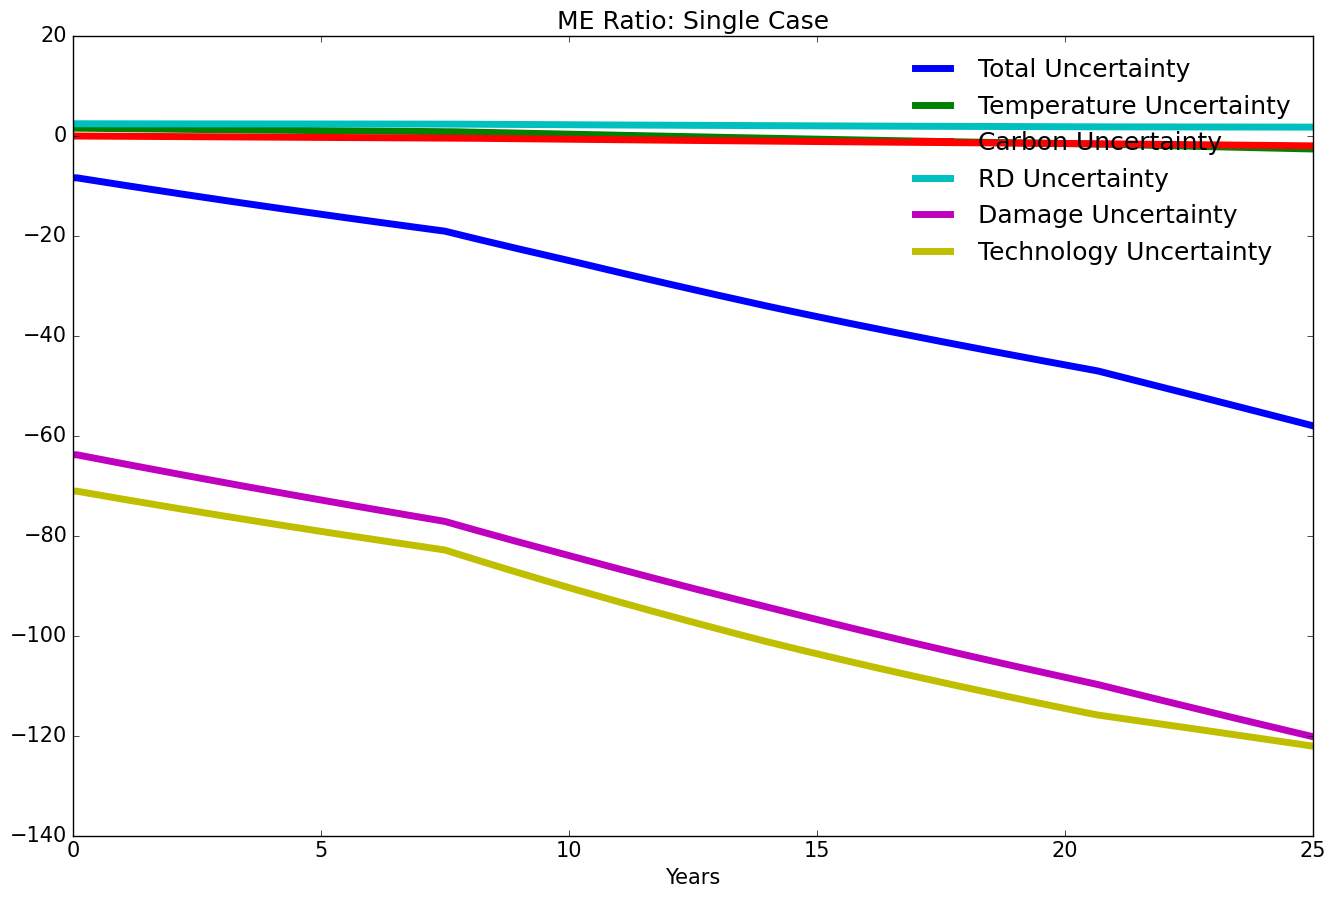 ME Ratio: Single Case
20
0
−20
−40
−60
−80
−100
−120
−140
Total Uncertainty
Temperature Uncertainty
Carbon Uncertainty
RD Uncertainty
Damage Uncertainty
Technology Uncertainty
0 5 10 15 20 25
Years